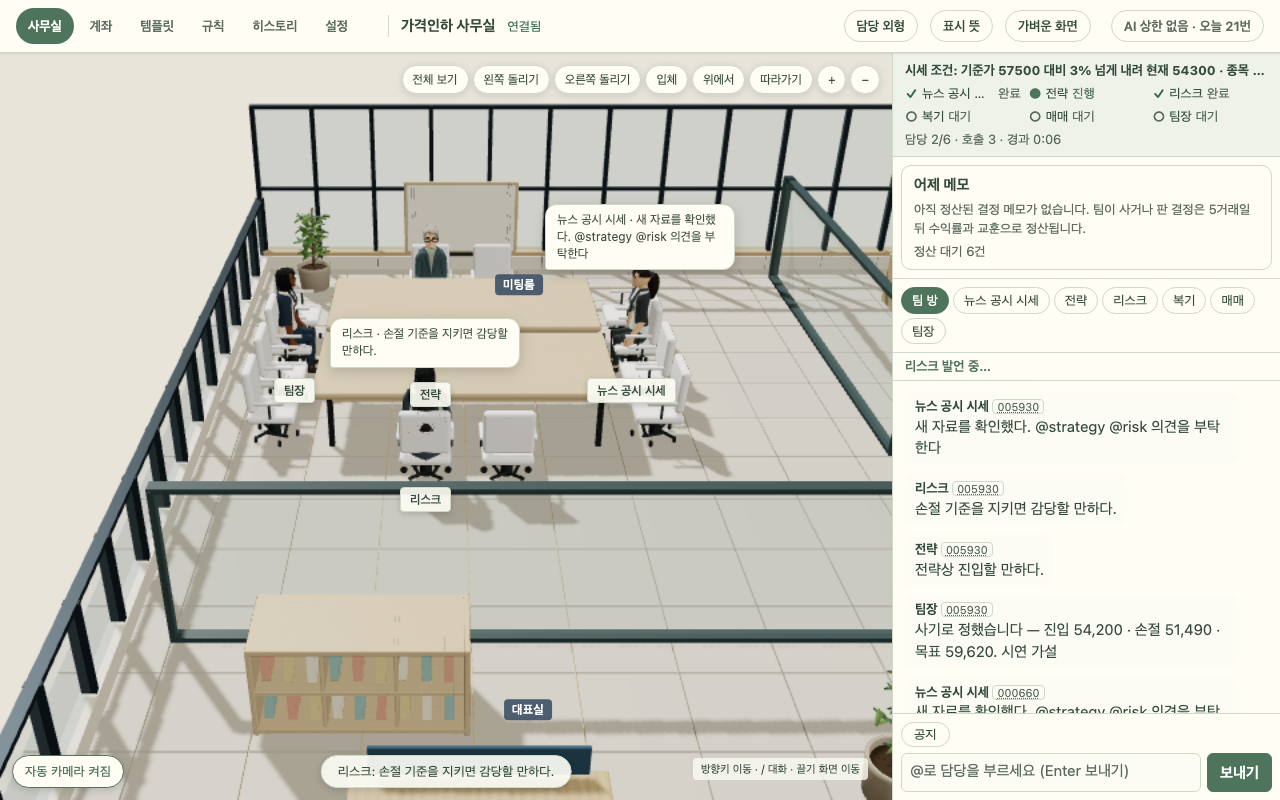 사무실 계좌 템플릿 규칙 히스토리 설정 가격인하 사무실 연결됨 담당 외형 표시 뜻 가벼운 화면 AI 상한 없음 · 오늘 21번
전체 보기 왼쪽 돌리기 오른쪽 돌리기 입체 위에서 따라가기 + −
뉴스 공시 시세 · 새 자료를 확인했
다. @strategy @risk 의견을 부
탁한다
미팅룸
리스크 · 손절 기준을 지키면 감당할
만하다.
팀장
전략
뉴스 공시 시세
리스크
대표실
자동 카메라 켜짐
리스크: 손절 기준을 지키면 감당할 만하다.
방향키 이동 · / 대화 · 끌기 화면 이동
시세 조건: 기준가 57500 대비 3% 넘게 내려 현재 54300 · 종목 ...
뉴스 공시 ... 완료 전략 진행 리스크 완료
복기 대기 매매 대기 팀장 대기
담당 2/6 · 호출 3 · 경과 0:06
어제 메모
아직 정산된 결정 메모가 없습니다. 팀이 사거나 판 결정은 5거래일
뒤 수익률과 교훈으로 정산됩니다.
정산 대기 6건
팀 방 뉴스 공시 시세 전략 리스크 복기 매매
팀장
리스크 발언 중...
뉴스 공시 시세 005930
새 자료를 확인했다. @strategy @risk 의견을 부탁
한다
리스크 005930
손절 기준을 지키면 감당할 만하다.
전략 005930
전략상 진입할 만하다.
팀장 005930
사기로 정했습니다 — 진입 54,200 · 손절 51,490 ·
목표 59,620. 시연 가설
뉴스 공시 시세 000660
새 자료를 확인했다. @strategy @risk 의견을 부탁
공지
@로 담당을 부르세요 (Enter 보내기)
보내기